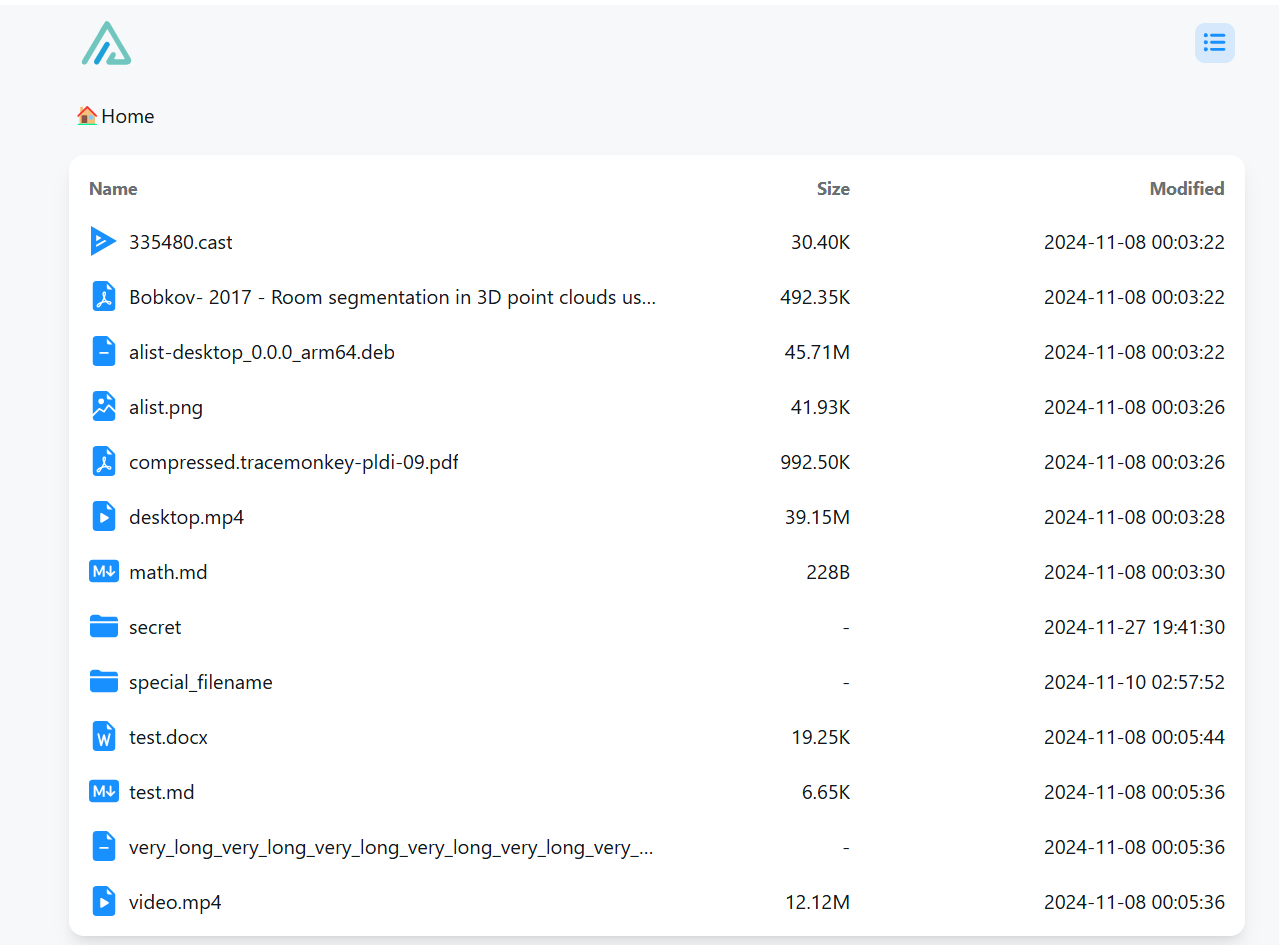 Home
Name Size Modified
335480.cast 30.40K 2024-11-08 00:03:22
Bobkov- 2017 - Room segmentation in 3D point clouds us... 492.35K 2024-11-08 00:03:22
alist-desktop_0.0.0_arm64.deb 45.71M 2024-11-08 00:03:22
alist.png 41.93K 2024-11-08 00:03:26
compressed.tracemonkey-pldi-09.pdf 992.50K 2024-11-08 00:03:26
desktop.mp4 39.15M 2024-11-08 00:03:28
M↓ math.md 228B 2024-11-08 00:03:30
secret - 2024-11-27 19:41:30
special_filename - 2024-11-10 02:57:52
W test.docx 19.25K 2024-11-08 00:05:44
M↓ test.md 6.65K 2024-11-08 00:05:36
very_long_very_long_very_long_very_long_very_long_very_... - 2024-11-08 00:05:36
video.mp4 12.12M 2024-11-08 00:05:36